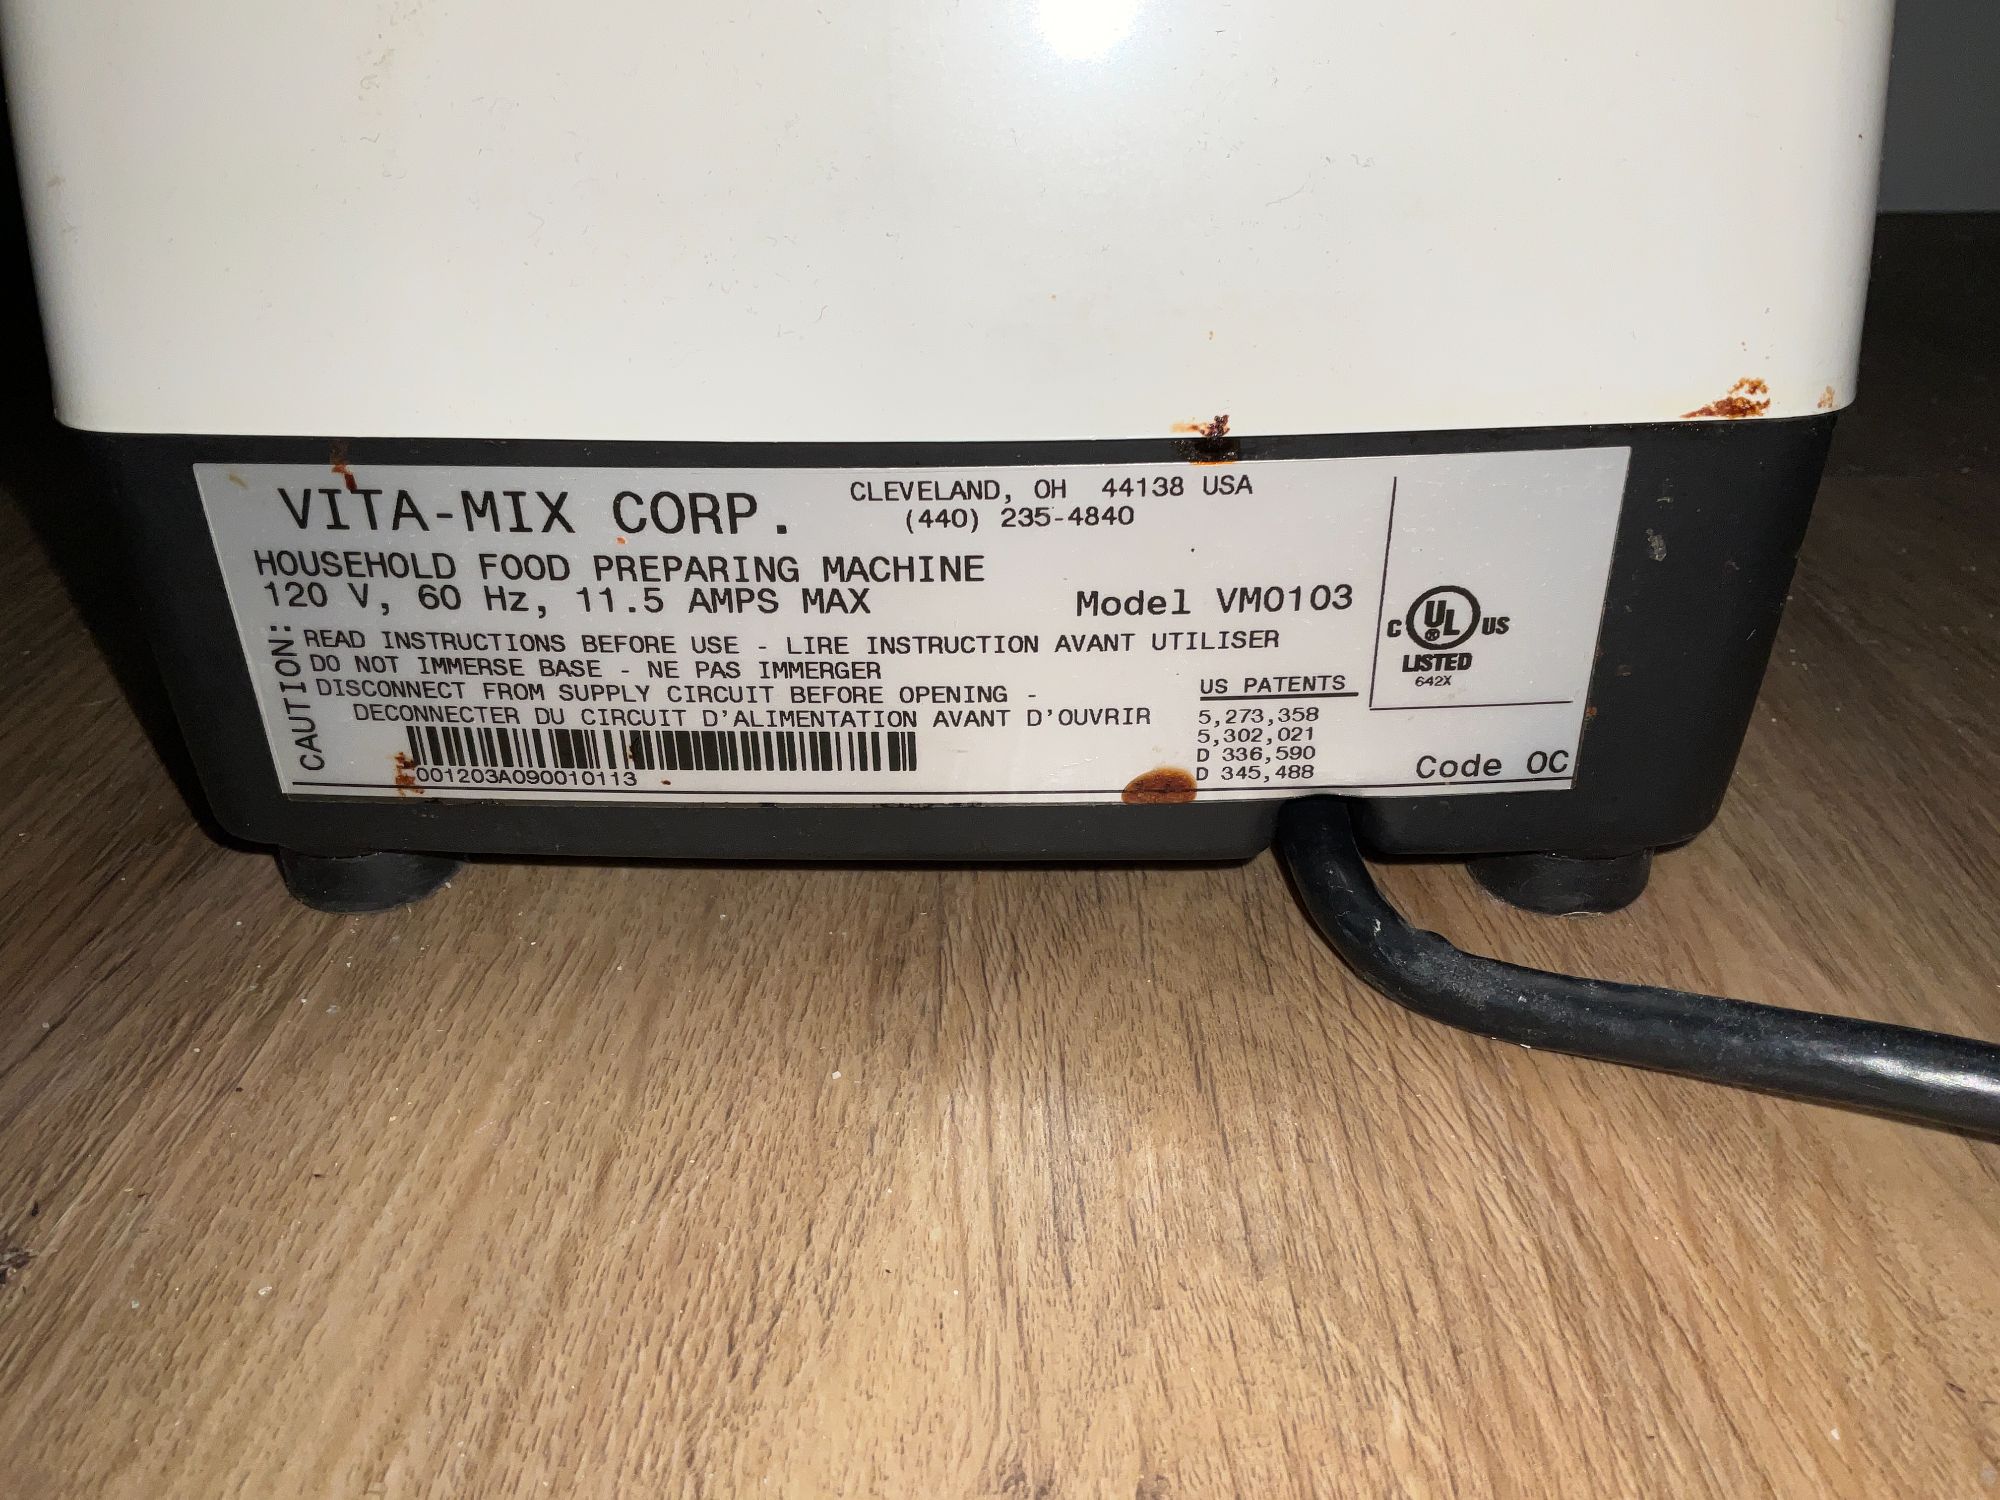 VITA-MIX CORP.
CLEVELAND, OH 44138 USA
(440) 235-4840
HOUSEHOLD FOOD PREPARING MACHINE
120 V, 60 Hz, 11.5 AMPS MAX
Model VM0103
CAUTION:
READ INSTRUCTIONS BEFORE USE - LIRE INSTRUCTION AVANT UTILISER
DO NOT IMMERSE BASE - NE PAS IMMERGER
DISCONNECT FROM SUPPLY CIRCUIT BEFORE OPENING -
DECONNECTER DU CIRCUIT D'ALIMENTATION AVANT D'OUVRIR
001203A090010113
US PATENTS
5,273,358
5,302,021
D 336,590
D 345,488
C UL ® US
LISTED
642X
Code OC